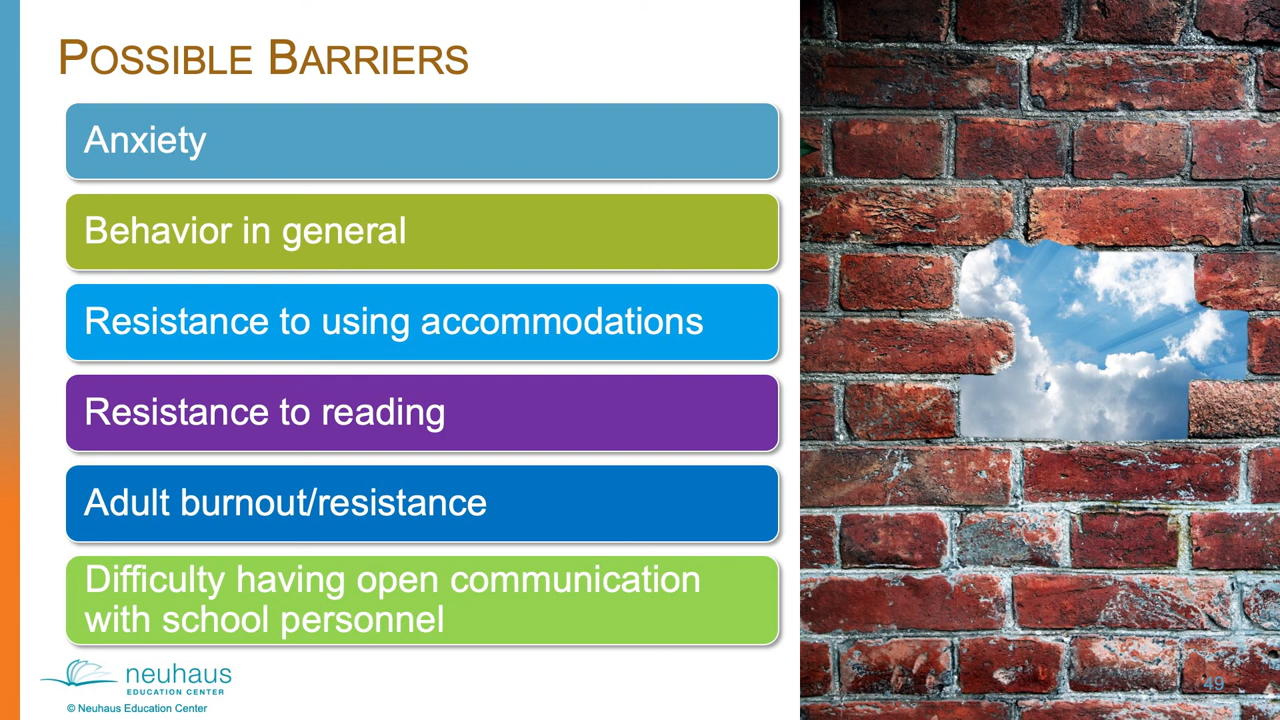 POSSIBLE BARRIERS
Anxiety
Behavior in general
Resistance to using accommodations
Resistance to reading
Adult burnout/resistance
Difficulty having open communication
with school personnel
neuhaus
EDUCATION CENTER
© Neuhaus Education Center
49